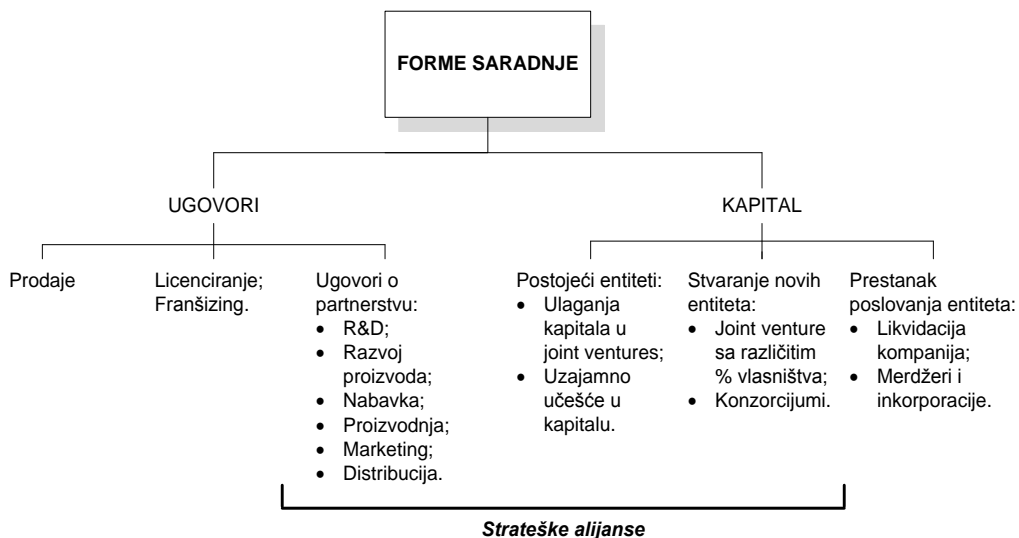 FORME SARADNJE
UGOVORI
KAPITAL
Prodaje
Licenciranje;
Franšizing.
Ugovori o
partnerstvu:
• R&D;
• Razvoj
proizvoda;
• Nabavka;
• Proizvodnja;
• Marketing;
• Distribucija.
Postojeći entiteti:
• Ulaganja
kapitala u
joint ventures;
• Uzajamno
učešće u
kapitalu.
Stvaranje novih
entiteta:
• Joint venture
sa različitim
% vlasništva;
• Konzorcijumi.
Prestanak
poslovanja entiteta:
• Likvidacija
kompanija;
• Merdžeri i
inkorporacije.
Strateške alijanse